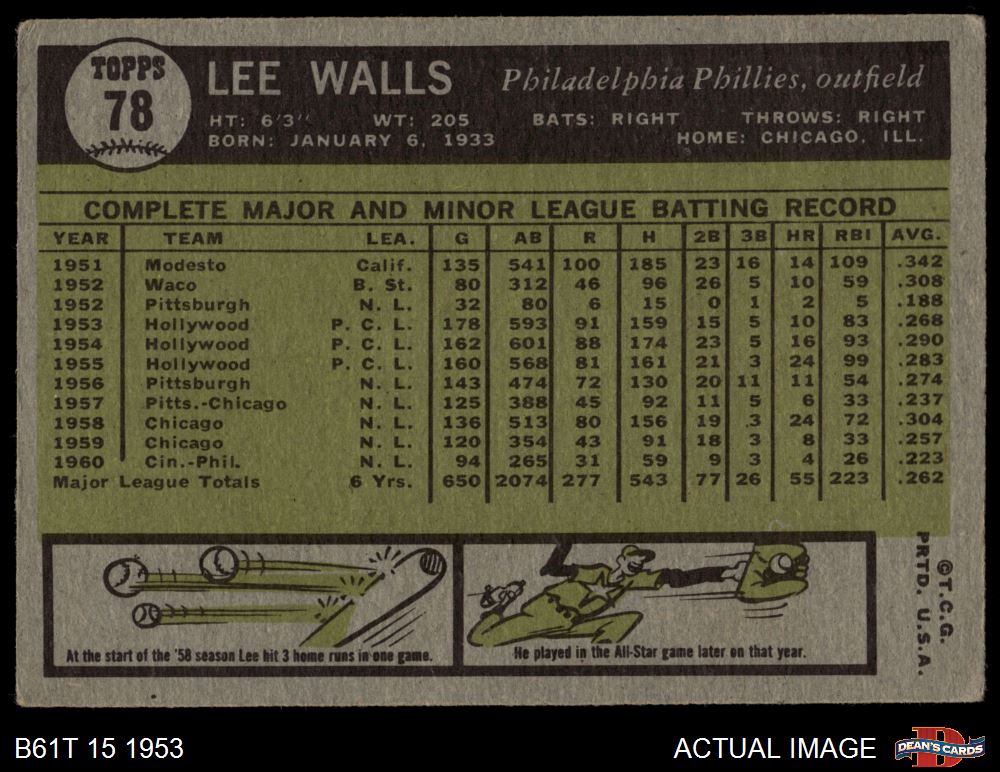 TOPPS
78
LEE WALLS Philadelphia Phillies, outfield
HT: 6'3" WT: 205 BATS: RIGHT THROWS: RIGHT
BORN: JANUARY 6, 1933 HOME: CHICAGO, ILL.
COMPLETE MAJOR AND MINOR LEAGUE BATTING RECORD
YEAR TEAM LEA. G AB R H 2B 3B HR RBI AVG.
1951 Modesto Calif. 135 541 100 185 23 16 14 109 .342
1952 Waco B. St. 80 312 46 96 26 5 10 59 .308
1952 Pittsburgh N. L. 32 80 6 15 0 1 2 5 .188
1953 Hollywood P. C. L. 178 593 91 159 15 5 10 83 .268
1954 Hollywood P. C. L. 162 601 88 174 23 5 16 93 .290
1955 Hollywood P. C. L. 160 568 81 161 21 3 24 99 .283
1956 Pittsburgh N. L. 143 474 72 130 20 11 11 54 .274
1957 Pitts.-Chicago N. L. 125 388 45 92 11 5 6 33 .237
1958 Chicago N. L. 136 513 80 156 19 3 24 72 .304
1959 Chicago N. L. 120 354 43 91 18 3 8 33 .257
1960 Cin.-Phil. N. L. 94 265 31 59 9 3 4 26 .223
Major League Totals 6 Yrs. 650 2074 277 543 77 26 55 223 .262
At the start of the '58 season Lee hit 3 home runs in one game.
He played in the All-Star game later on that year.
©T.C.G.
PRTD. U.S.A.
B61T 15 1953 ACTUAL IMAGE DEAN'S CARDS